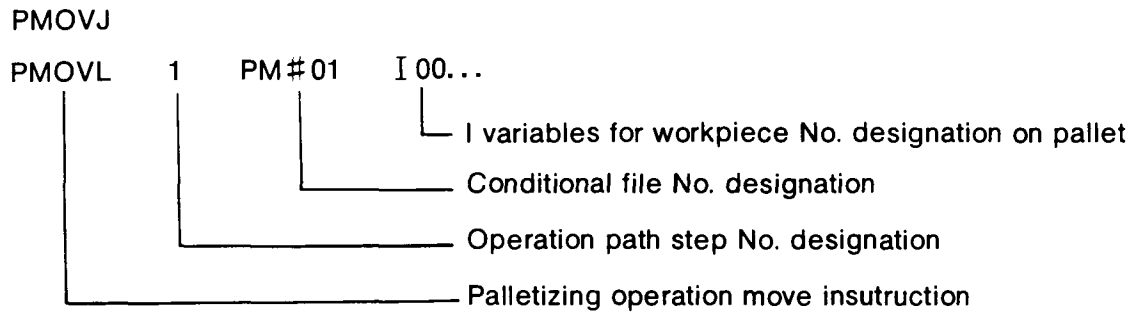 PMOVJ
PMOVL 1 PM#01 I00...
I variables for workpiece No. designation on pallet
Conditional file No. designation
Operation path step No. designation
Palletizing operation move insutruction